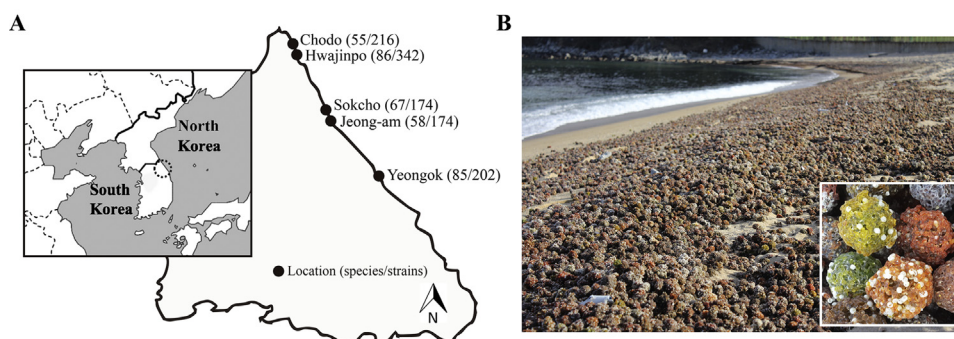 A
Chodo (55/216)
Hwajinpo (86/342)
Sokcho (67/174)
Jeong-am (58/174)
Yeongok (85/202)
North
Korea
South
Korea
Location (species/strains)
N
B